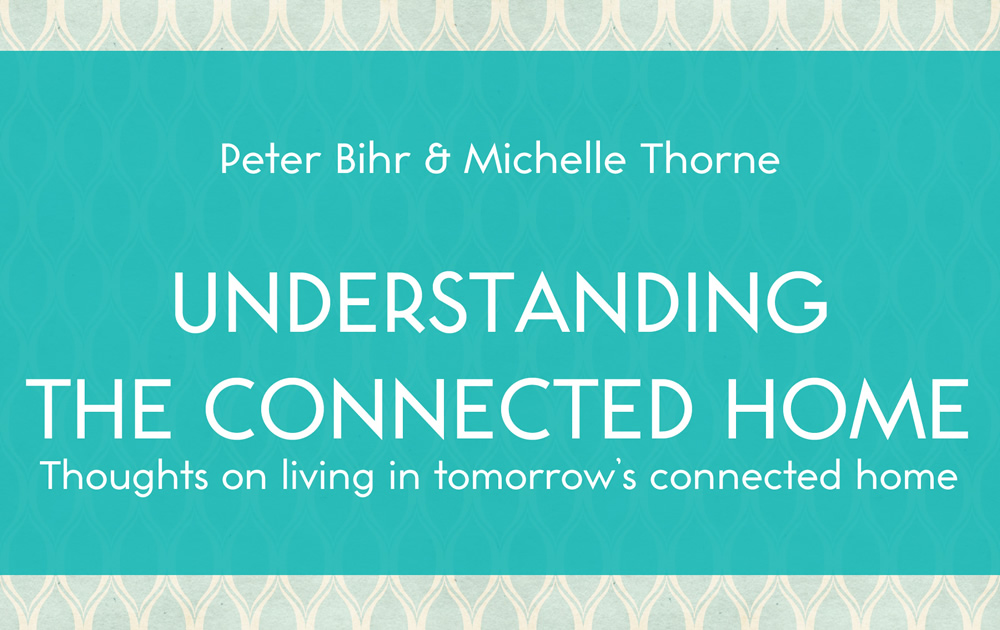 Peter Bihr & Michelle Thorne
UNDERSTANDING
THE CONNECTED HOME
Thoughts on living in tomorrow's connected home